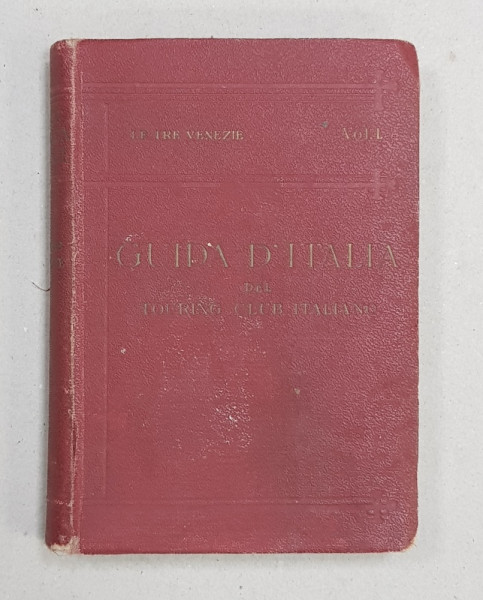 LE TRE VENEZIE Vol. I.
GUIDA D'ITALIA
DEL
TOURING CLUB ITALIANO